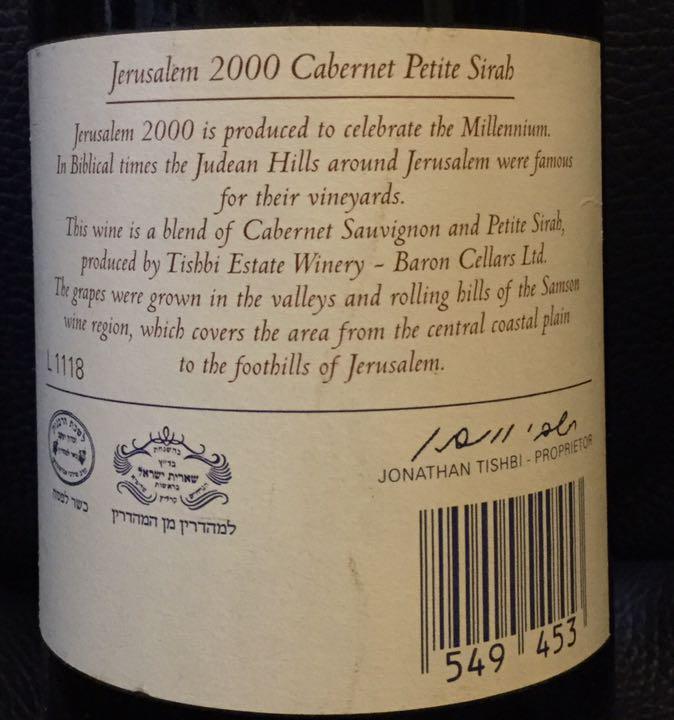 Jerusalem 2000 Cabernet Petite Sirah
Jerusalem 2000 is produced to celebrate the Millennium.
In Biblical times the Judean Hills around Jerusalem were famous
for their vineyards.
This wine is a blend of Cabernet Sauvignon and Petite Sirah,
produced by Tishbi Estate Winery - Baron Cellars Ltd.
The grapes were grown in the valleys and rolling hills of the Samson
wine region, which covers the area from the central coastal plain
to the foothills of Jerusalem.
L1118
בהשגחת
בד״ץ
שארית ישראל
כשר לפסח
למהדרין מן המהדרין
JONATHAN TISHBI - PROPRIETOR
549 453